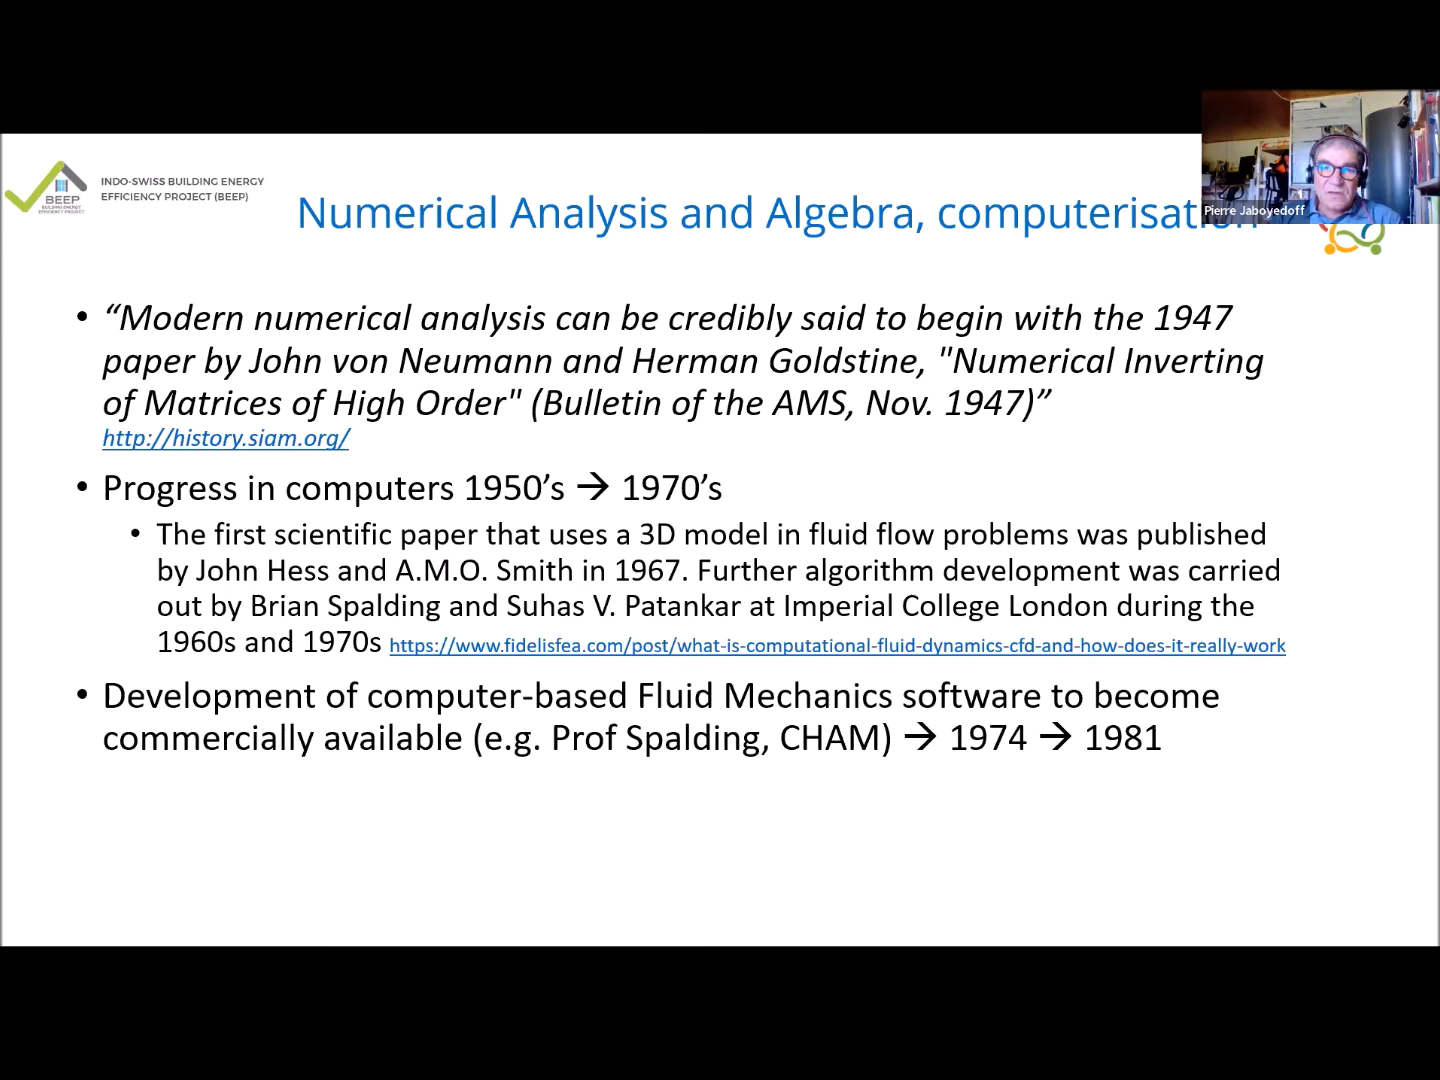 INDO-SWISS BUILDING ENERGY
EFFICIENCY PROJECT (BEEP)
BEEP
BUILDING ENERGY
EFFICIENCY PROJECT
Numerical Analysis and Algebra, computerisation
Pierre Jaboyedoff
• “Modern numerical analysis can be credibly said to begin with the 1947
paper by John von Neumann and Herman Goldstine, "Numerical Inverting
of Matrices of High Order" (Bulletin of the AMS, Nov. 1947)”
http://history.siam.org/
• Progress in computers 1950’s → 1970’s
• The first scientific paper that uses a 3D model in fluid flow problems was published
by John Hess and A.M.O. Smith in 1967. Further algorithm development was carried
out by Brian Spalding and Suhas V. Patankar at Imperial College London during the
1960s and 1970s https://www.fidelisfea.com/post/what-is-computational-fluid-dynamics-cfd-and-how-does-it-really-work
• Development of computer-based Fluid Mechanics software to become
commercially available (e.g. Prof Spalding, CHAM) → 1974 → 1981